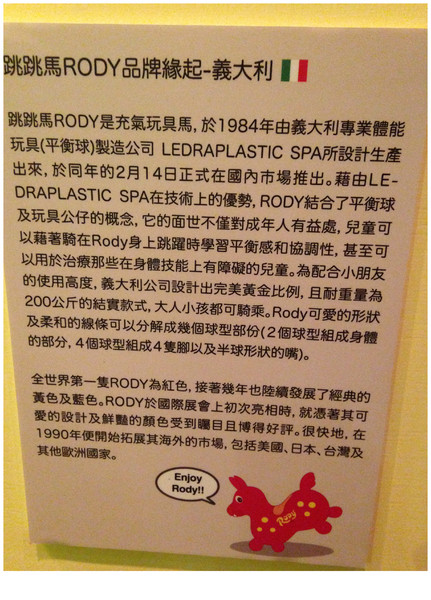 跳跳馬RODY品牌緣起-義大利
跳跳馬RODY是充氣玩具馬，於1984年由義大利專業體能
玩具(平衡球)製造公司 LEDRAPLASTIC SPA所設計生產
出來，於同年的2月14日正式在國內市場推出。藉由LE-
DRAPLASTIC SPA在技術上的優勢，RODY結合了平衡球
及玩具公仔的概念，它的面世不僅對成年人有益處，兒童可
以藉著騎在Rody身上跳躍時學習平衡感和協調性，甚至可
以用於治療那些在身體技能上有障礙的兒童。為配合小朋友
的使用高度，義大利公司設計出完美黃金比例，且耐重量為
200公斤的結實款式，大人小孩都可騎乘。Rody可愛的形狀
及柔和的線條可以分解成幾個球型部份(2個球型組成身體
的部分，4個球型組成4隻腳以及半球形狀的嘴)。
全世界第一隻RODY為紅色，接著幾年也陸續發展了經典的
黃色及藍色。RODY於國際展會上初次亮相時，就憑著其可
愛的設計及鮮豔的顏色受到矚目且博得好評。很快地，在
1990年便開始拓展其海外的市場，包括美國、日本、台灣及
其他歐洲國家。
Enjoy
Rody!!
Rody